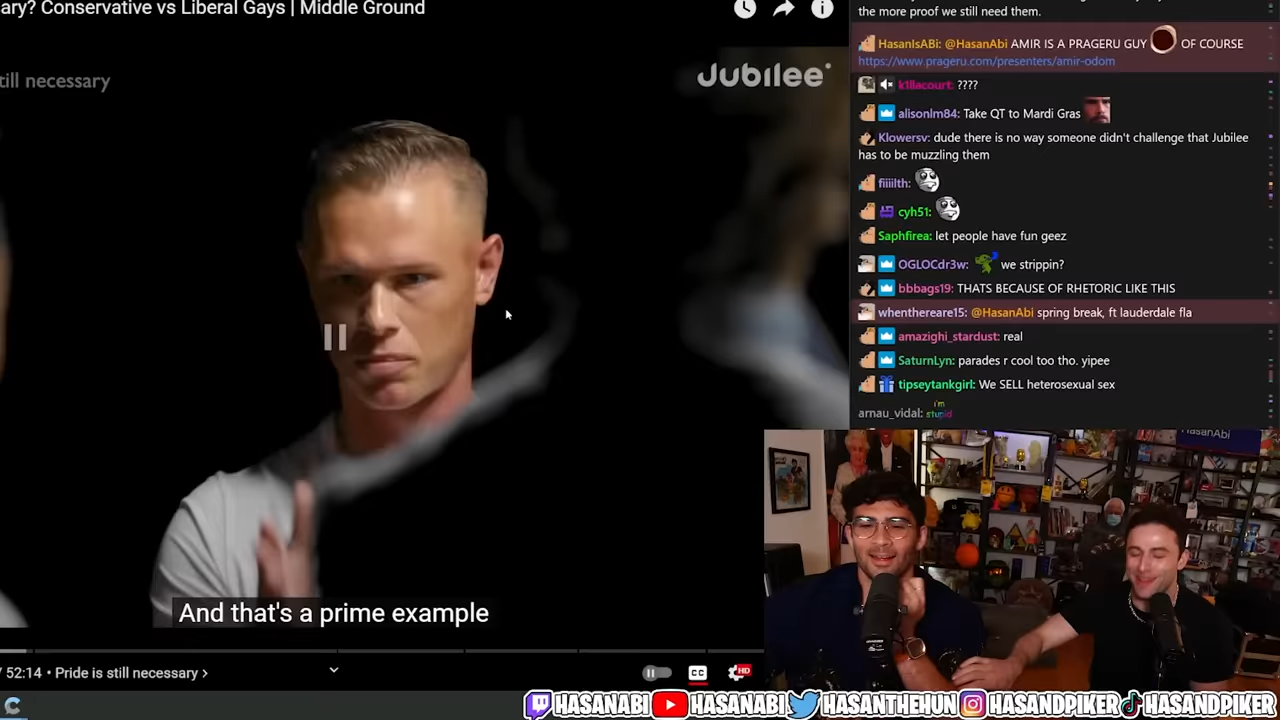 ary? Conservative vs Liberal Gays | Middle Ground
till necessary
Jubilee
And that's a prime example
/ 52:14 • Pride is still necessary ›
CC
HD
the more proof we still need them.
HasanIsABi: @HasanAbi AMIR IS A PRAGERU GUY OF COURSE
https://www.prageru.com/presenters/amir-odom
k1llacourt: ????
alisonlm84: Take QT to Mardi Gras
Klowersv: dude there is no way someone didn't challenge that Jubilee
has to be muzzling them
fiiiilth:
cyh51:
Saphfirea: let people have fun geez
OGLOCdr3w: we strippin?
bbbags19: THATS BECAUSE OF RHETORIC LIKE THIS
whenthereare15: @HasanAbi spring break, ft lauderdale fla
amazighi_stardust: real
SaturnLyn: parades r cool too tho. yipee
tipseytankgirl: We SELL heterosexual sex
arnau_vidal: i'm
stupid
HasanAbi
HASANABI HASANABI HASANTHEHUN HASANDPIKER HASANDPIKER